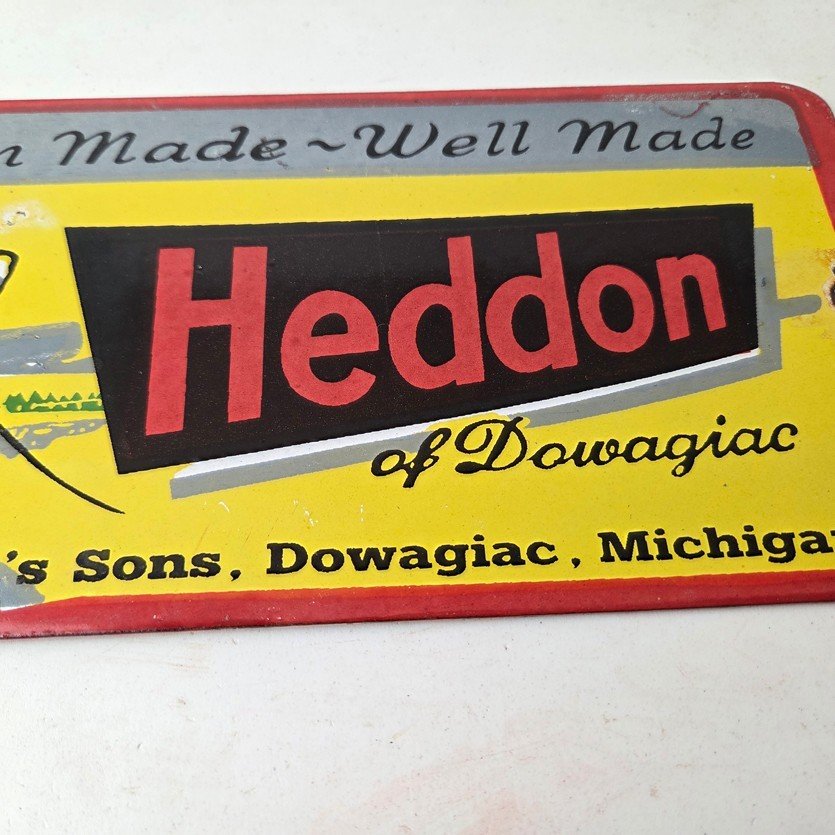 n Made ~ Well Made
Heddon
of Dowagiac
's Sons, Dowagiac, Michiga